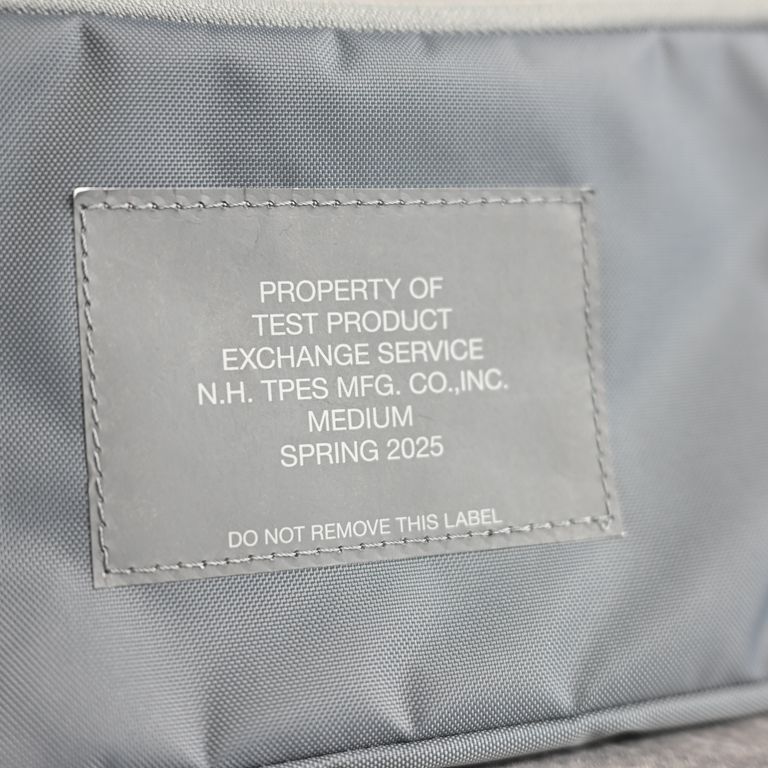 PROPERTY OF
TEST PRODUCT
EXCHANGE SERVICE
N.H. TPES MFG. CO.,INC.
MEDIUM
SPRING 2025
DO NOT REMOVE THIS LABEL